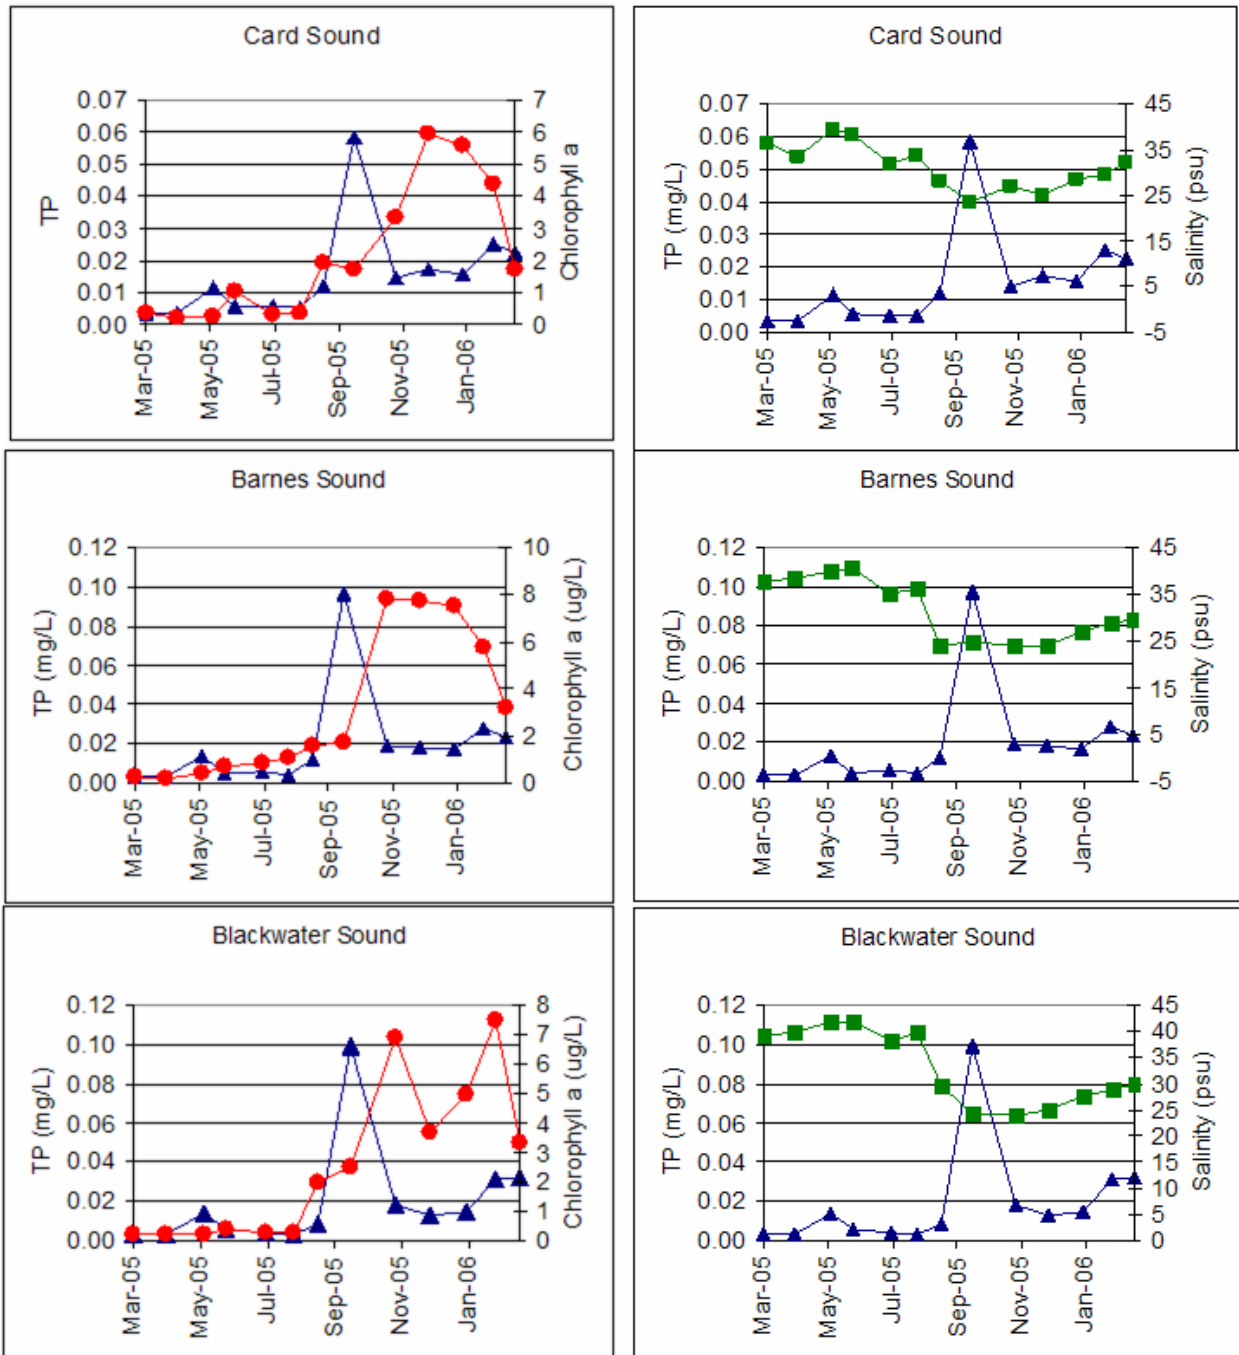 Card Sound
0.07
0.06
0.05
0.04
0.03
0.02
0.01
0.00
TP
7
6
5
4
3
2
1
0
Chlorophyll a
Mar-05
May-05
Jul-05
Sep-05
Nov-05
Jan-06
Card Sound
0.07
0.06
0.05
0.04
0.03
0.02
0.01
0.00
TP (mg/L)
45
35
25
15
5
-5
Salinity (psu)
Mar-05
May-05
Jul-05
Sep-05
Nov-05
Jan-06
Barnes Sound
0.12
0.10
0.08
0.06
0.04
0.02
0.00
TP (mg/L)
10
8
6
4
2
0
Chlorophyll a (ug/L)
Mar-05
May-05
Jul-05
Sep-05
Nov-05
Jan-06
Barnes Sound
0.12
0.10
0.08
0.06
0.04
0.02
0.00
TP (mg/L)
45
35
25
15
5
-5
Salinity (psu)
Mar-05
May-05
Jul-05
Sep-05
Nov-05
Jan-06
Blackwater Sound
0.12
0.10
0.08
0.06
0.04
0.02
0.00
TP (mg/L)
8
7
6
5
4
3
2
1
0
Chlorophyll a (ug/L)
Mar-05
May-05
Jul-05
Sep-05
Nov-05
Jan-06
Blackwater Sound
0.12
0.10
0.08
0.06
0.04
0.02
0.00
TP (mg/L)
45
40
35
30
25
20
15
10
5
0
Salinity (psu)
Mar-05
May-05
Jul-05
Sep-05
Nov-05
Jan-06